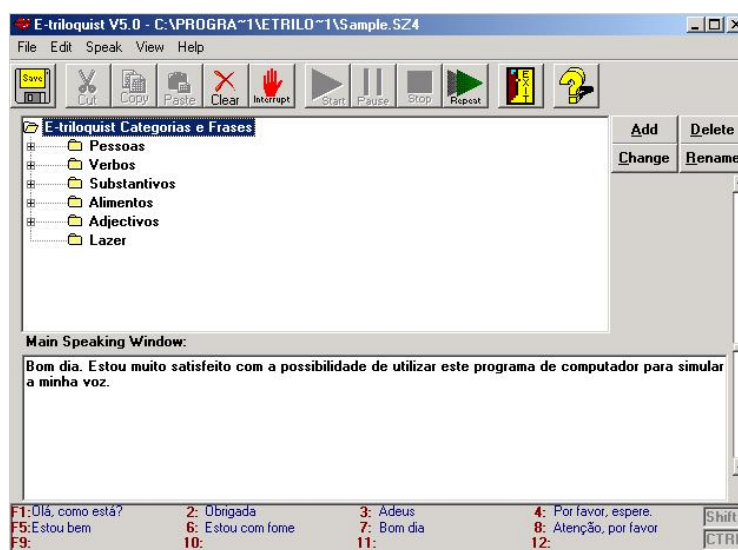 E-triloquist V5.0 - C:\PROGRA~1\ETRILO~1\Sample.SZ4
File Edit Speak View Help
Save Cut Copy Paste Clear Interrupt Start Pause Stop Repeat EXIT
E-triloquist Categorias e Frases
Add Delete
Pessoas
Change Rename
Verbos
Substantivos
Alimentos
Adjectivos
Lazer
Main Speaking Window:
Bom dia. Estou muito satisfeito com a possibilidade de utilizar este programa de computador para simular
a minha voz.
F1:Olá, como está? 2: Obrigada 3: Adeus 4: Por favor, espere.
Shift
F5:Estou bem 6: Estou com fome 7: Bom dia 8: Atenção, por favor
F9: 10: 11: 12:
CTRL